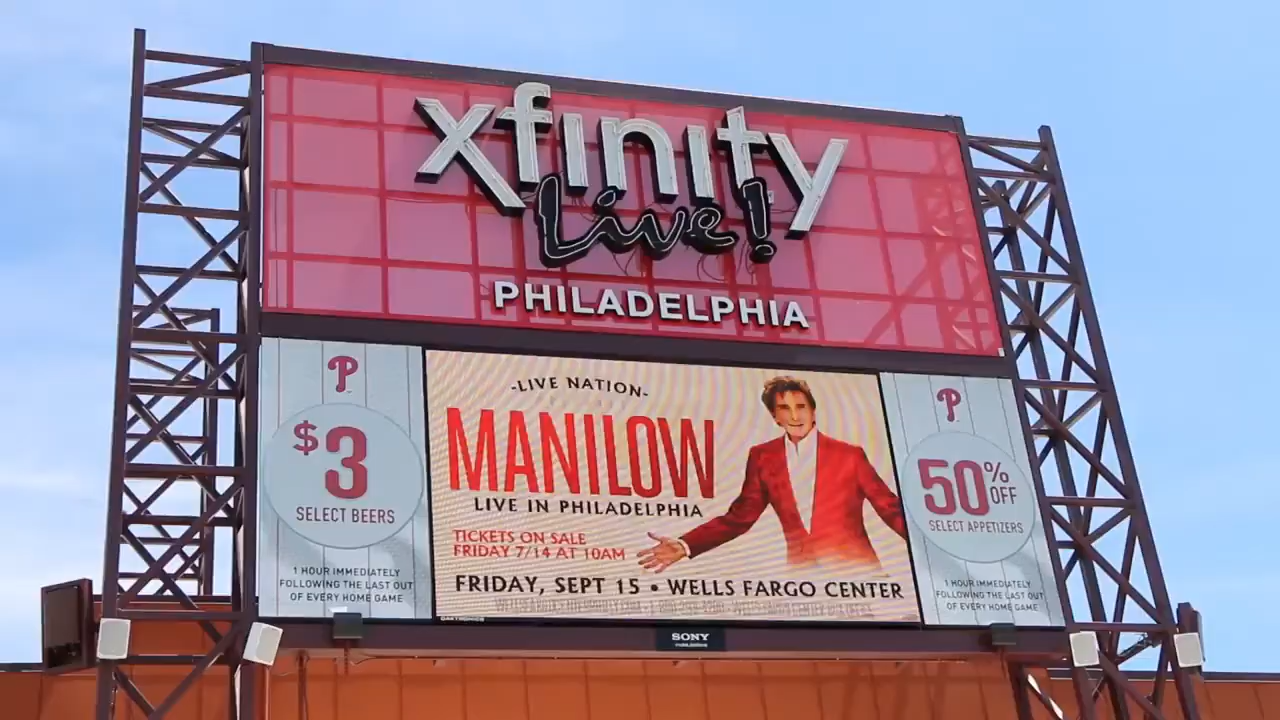 xfinity
Live!
PHILADELPHIA
P
$3
SELECT BEERS
1 HOUR IMMEDIATELY
FOLLOWING THE LAST OUT
OF EVERY HOME GAME
-LIVE NATION-
MANILOW
LIVE IN PHILADELPHIA
TICKETS ON SALE
FRIDAY 7/14 AT 10AM
FRIDAY, SEPT 15 • WELLS FARGO CENTER
P
50% OFF
SELECT APPETIZERS
1 HOUR IMMEDIATELY
FOLLOWING THE LAST OUT
OF EVERY HOME GAME
DAKTRONICS
SONY